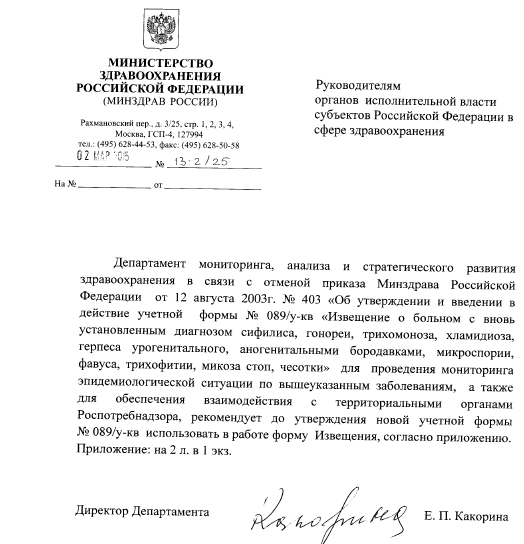 МИНИСТЕРСТВО
ЗДРАВООХРАНЕНИЯ
РОССИЙСКОЙ ФЕДЕРАЦИИ
(МИНЗДРАВ РОССИИ)
Рахмановский пер., д. 3/25, стр. 1, 2, 3, 4,
Москва, ГСП-4, 127994
тел.: (495) 628-44-53, факс: (495) 628-50-58
02 МАР 2015 № 13-2/25
На № от
Руководителям
органов исполнительной власти
субъектов Российской Федерации в
сфере здравоохранения
Департамент мониторинга, анализа и стратегического развития
здравоохранения в связи с отменой приказа Минздрава Российской
Федерации от 12 августа 2003г. № 403 «Об утверждении и введении в
действие учетной формы № 089/у-кв «Извещение о больном с вновь
установленным диагнозом сифилиса, гонореи, трихомоноза, хламидиоза,
герпеса урогенитального, аногенитальными бородавками, микроспории,
фавуса, трихофитии, микоза стоп, чесотки» для проведения мониторинга
эпидемиологической ситуации по вышеуказанным заболеваниям, а также
для обеспечения взаимодействия с территориальными органами
Роспотребнадзора, рекомендует до утверждения новой учетной формы
№ 089/у-кв использовать в работе форму Извещения, согласно приложению.
Приложение: на 2 л. в 1 экз.
Директор Департамента Какорина Е. П. Какорина